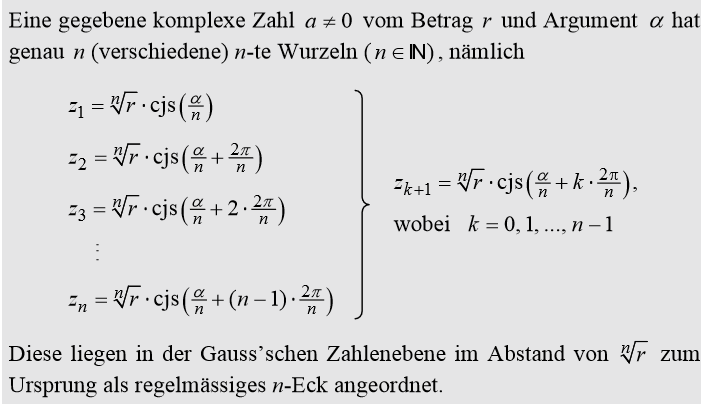 Eine gegebene komplexe Zahl a ≠ 0 vom Betrag r und Argument α hat
genau n (verschiedene) n-te Wurzeln (n ∈ ℕ), nämlich
z₁ = ⁿ√r · cjs(α/n)
z₂ = ⁿ√r · cjs(α/n + 2π/n)
z₃ = ⁿ√r · cjs(α/n + 2 · 2π/n)
⋮
zₙ = ⁿ√r · cjs(α/n + (n − 1) · 2π/n)
zₖ₊₁ = ⁿ√r · cjs(α/n + k · 2π/n),
wobei k = 0, 1, ..., n − 1
Diese liegen in der Gauss'schen Zahlenebene im Abstand von ⁿ√r zum
Ursprung als regelmässiges n-Eck angeordnet.